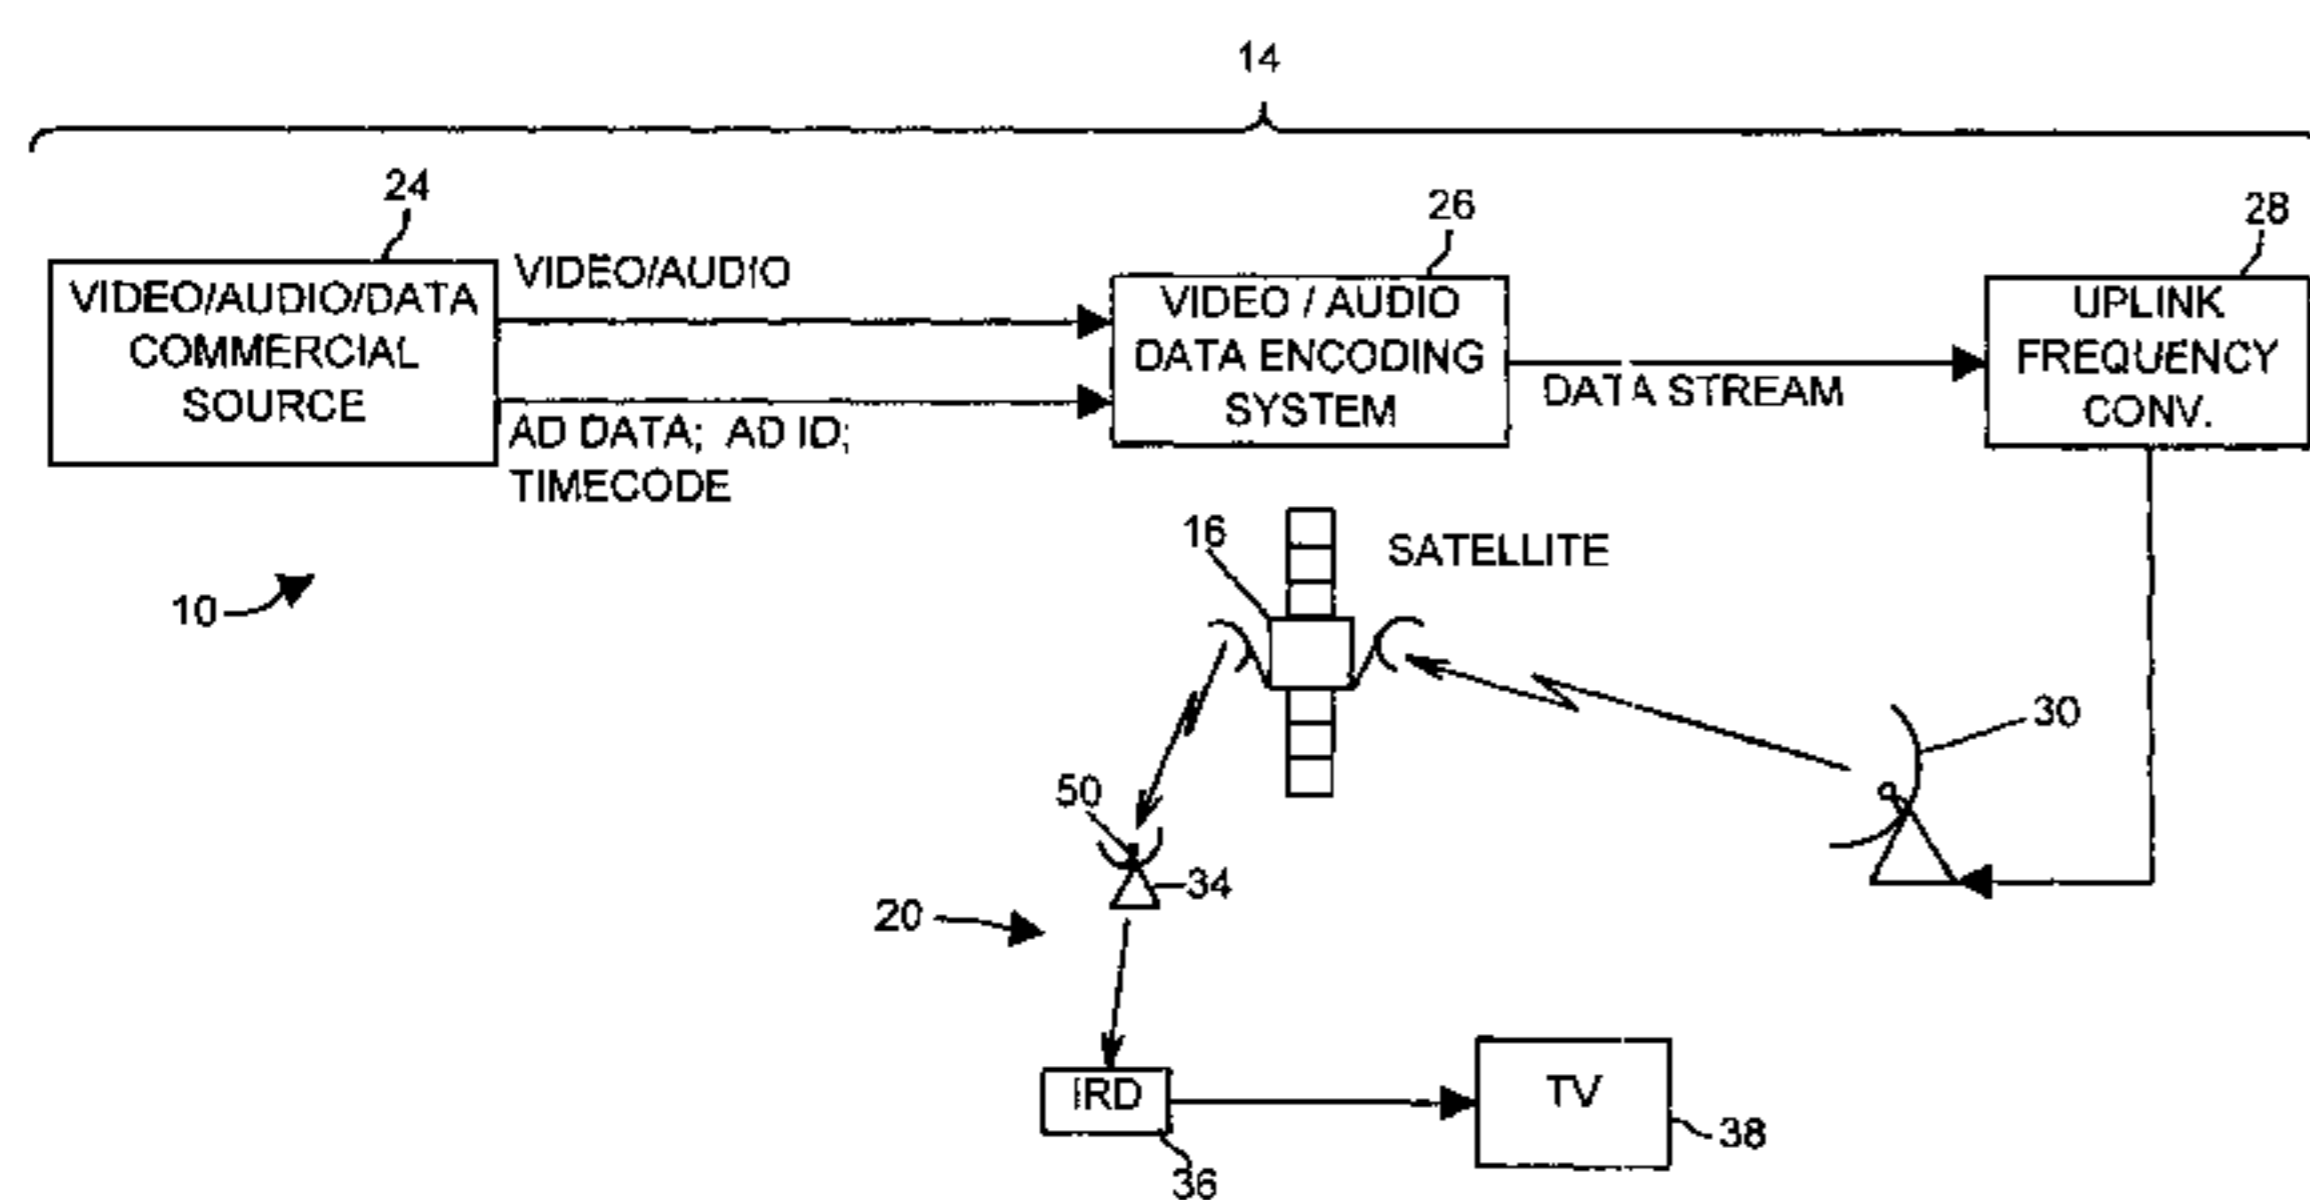 14
24
26
28
VIDEO/AUDIO/DATA
COMMERCIAL
SOURCE
VIDEO/AUDIO
AD DATA; AD ID;
TIMECODE
VIDEO / AUDIO
DATA ENCODING
SYSTEM
DATA STREAM
UPLINK
FREQUENCY
CONV.
16
SATELLITE
10
30
50
34
20
IRD
TV
38
36